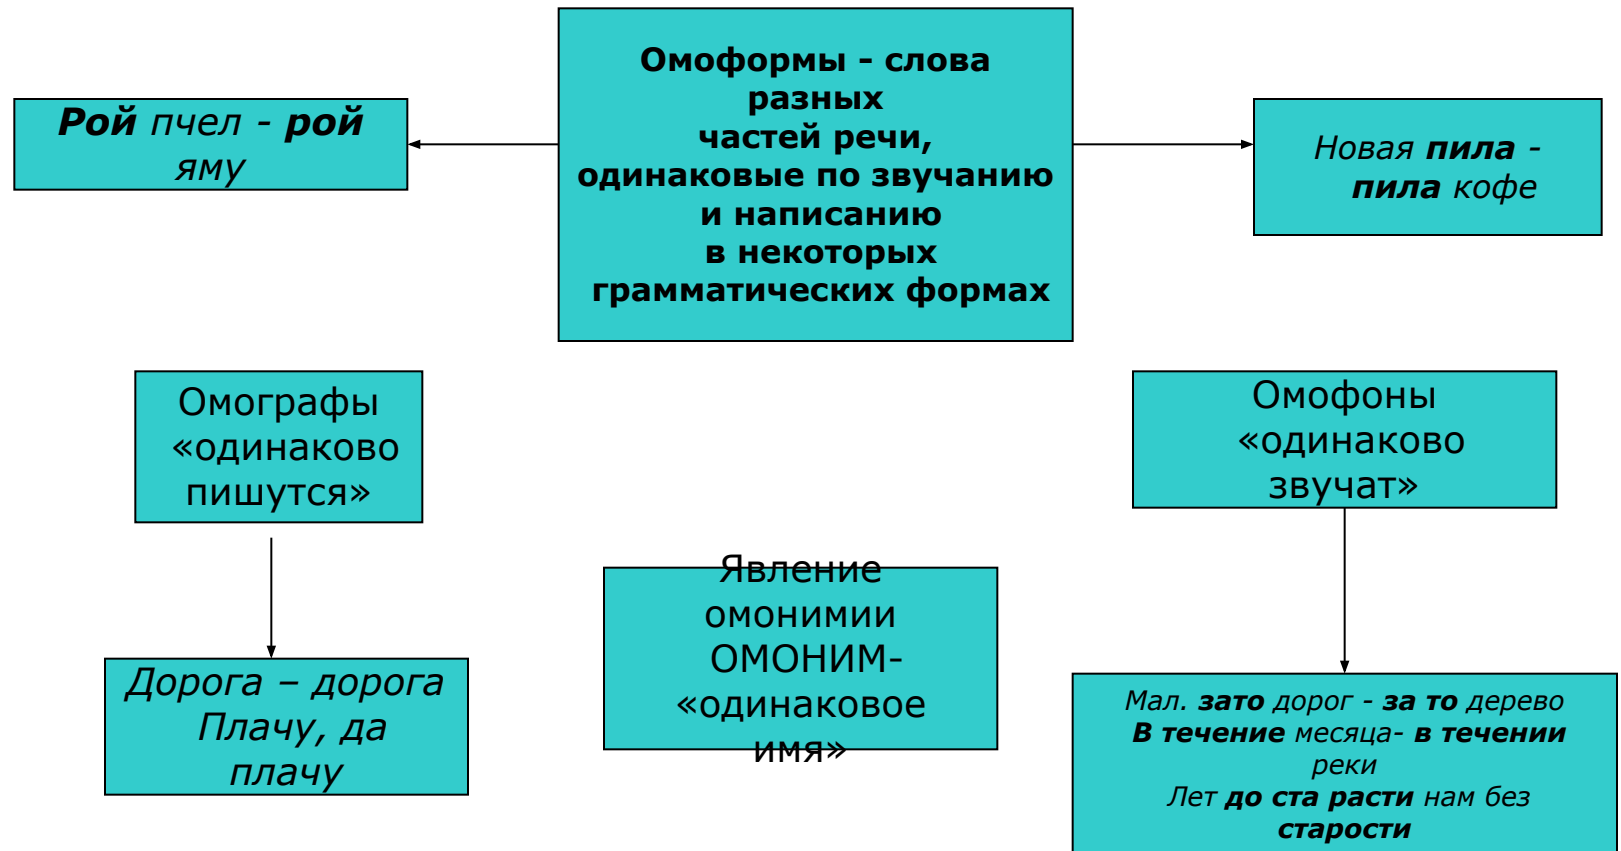 Омоформы – слова
разных
частей речи,
одинаковые по звучанию
и написанию
в некоторых
грамматических формах
Рой пчел - рой
яму
Новая пила -
пила кофе
Омографы
«одинаково
пишутся»
Омофоны
«одинаково
звучат»
Явление
омонимии
ОМОНИМ-
«одинаковое
имя»
Дорога – дорога
Плачу, да
плачу
Мал. зато дорог - за то дерево
В течение месяца- в течении
реки
Лет до ста расти нам без
старости